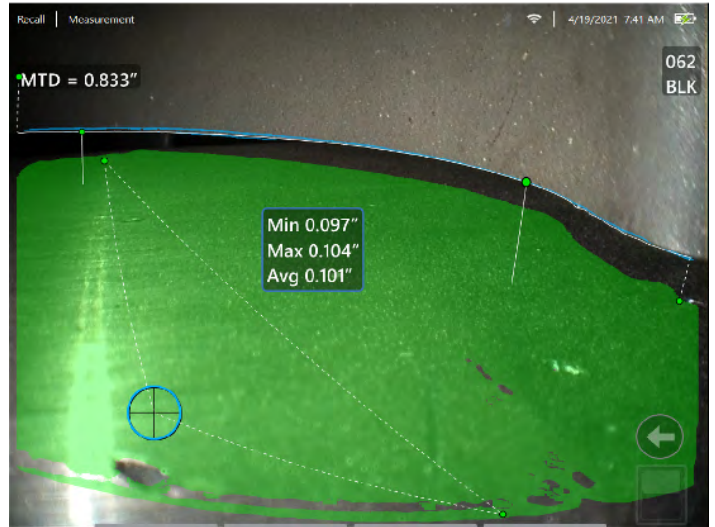 Recall | Measurement
4/19/2021 7:41 AM
MTD = 0.833"
062
BLK
Min 0.097"
Max 0.104"
Avg 0.101"